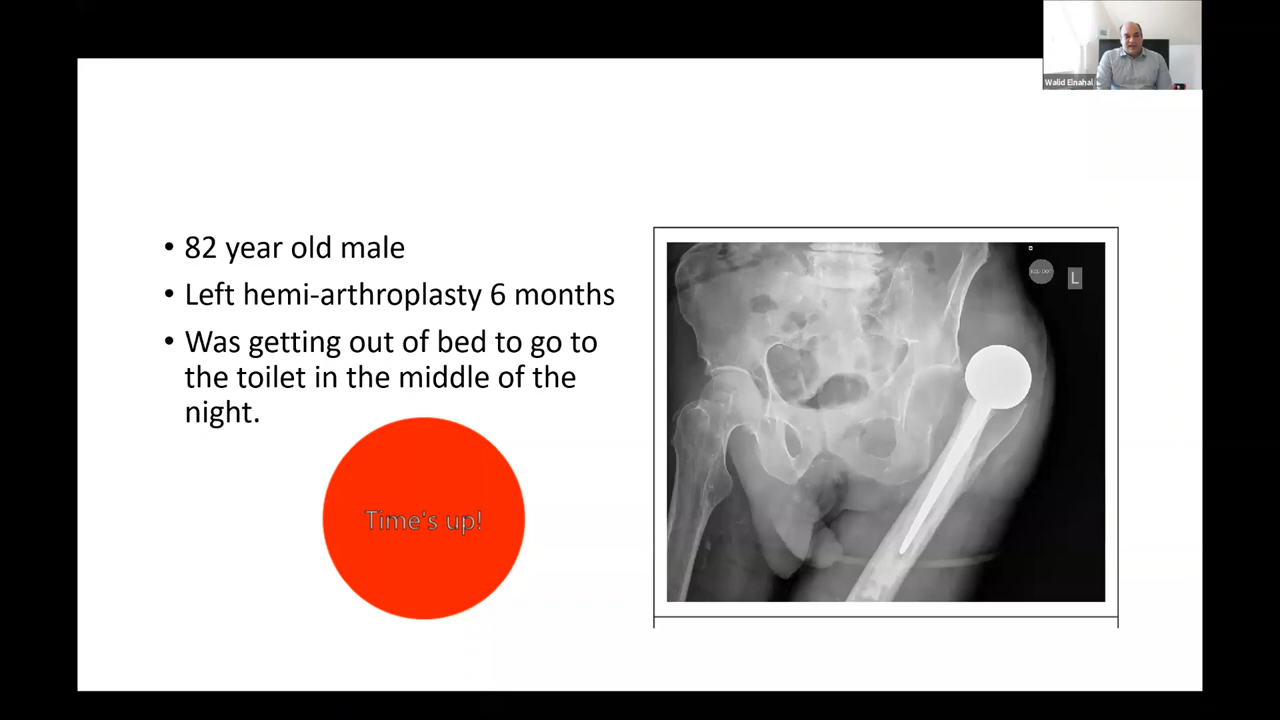 Walid Elnahal
• 82 year old male
• Left hemi-arthroplasty 6 months
• Was getting out of bed to go to
the toilet in the middle of the
night.
Time's up!
L